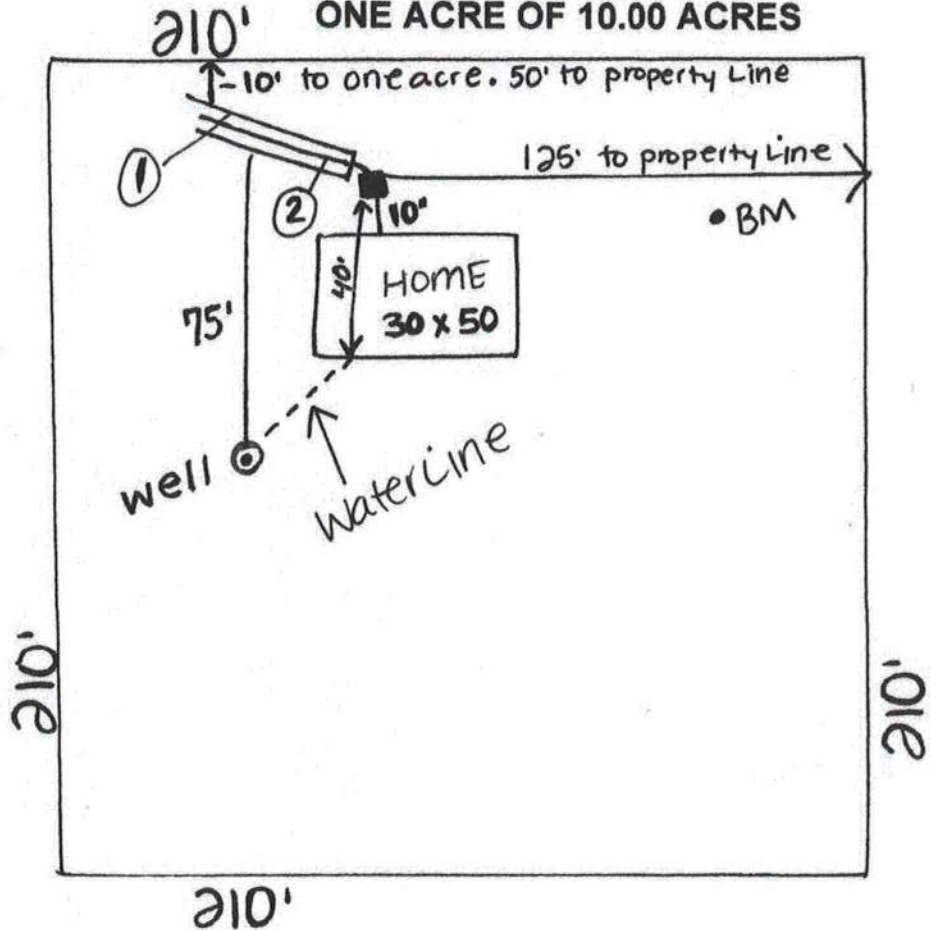 ONE ACRE OF 10.00 ACRES
210'
-10' to one acre. 50' to property Line
125' to property Line
1
2
10"
BM
40'
HOME
30 x 50
75'
well
WaterLine
210'
210'
210'